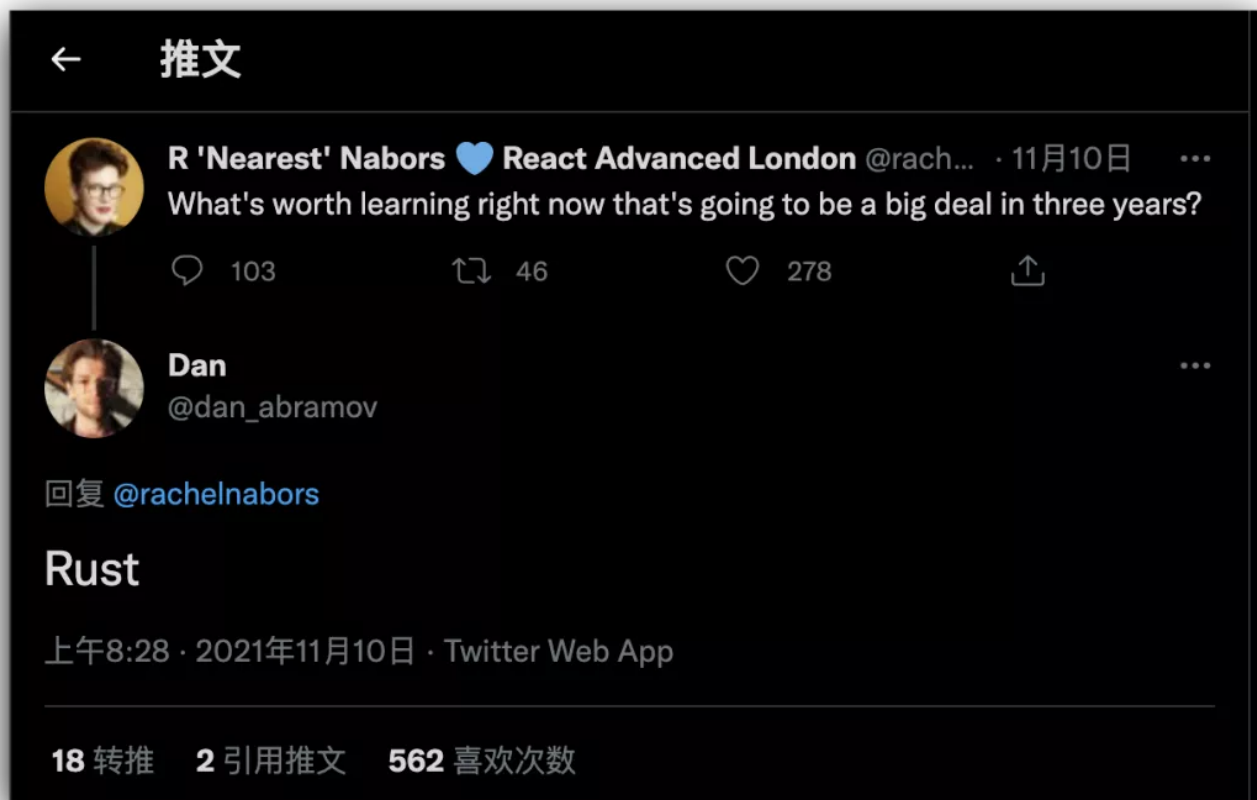 推文
R 'Nearest' Nabors 💙 React Advanced London @rach... · 11月10日
What's worth learning right now that's going to be a big deal in three years?
103 46 278
Dan
@dan_abramov
回复 @rachelnabors
Rust
上午8:28 · 2021年11月10日 · Twitter Web App
18 转推 2 引用推文 562 喜欢次数